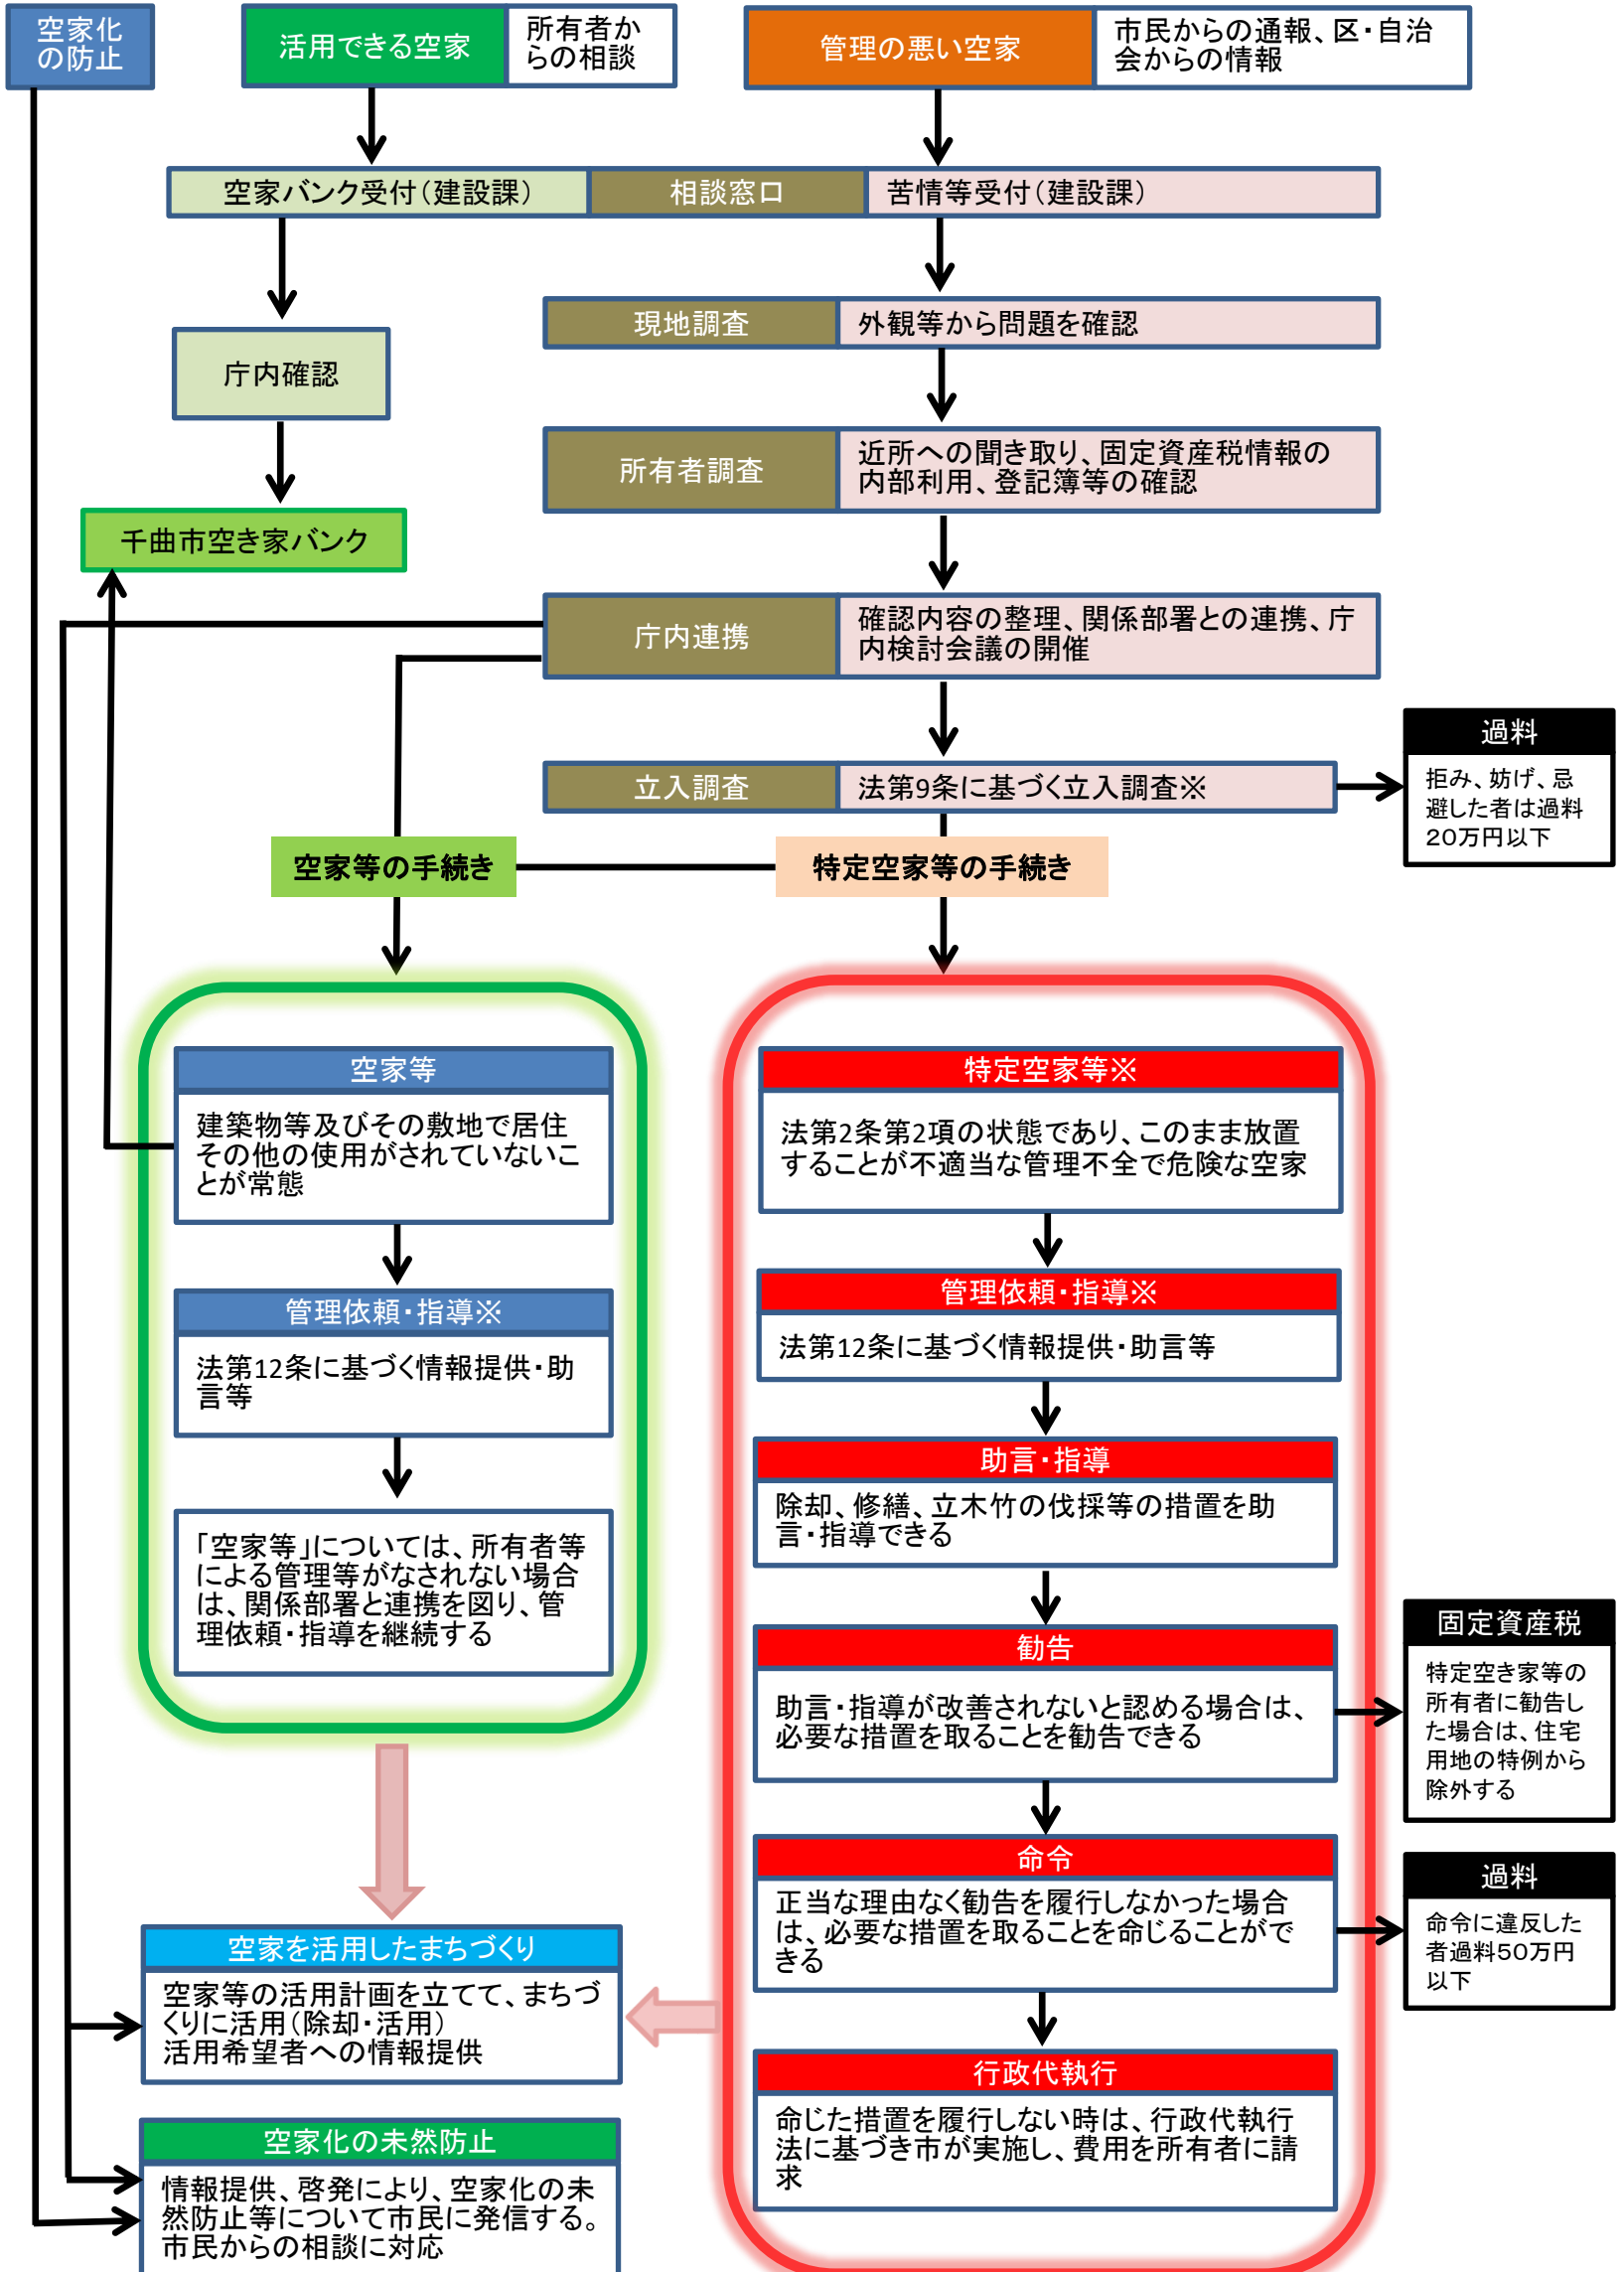 空家化
の防止
活用できる空家
所有者か
らの相談
管理の悪い空家
市民からの通報、区・自治
会からの情報
空家バンク受付（建設課）
相談窓口
苦情等受付（建設課）
現地調査
外観等から問題を確認
庁内確認
所有者調査
近所への聞き取り、固定資産税情報の
内部利用、登記簿等の確認
千曲市空き家バンク
庁内連携
確認内容の整理、関係部署との連携、庁
内検討会議の開催
立入調査
法第9条に基づく立入調査※
過料
拒み、妨げ、忌
避した者は過料
20万円以下
空家等の手続き
特定空家等の手続き
空家等
建築物等及びその敷地で居住
その他の使用がされていないこ
とが常態
管理依頼・指導※
法第12条に基づく情報提供・助
言等
「空家等」については、所有者等
による管理等がなされない場合
は、関係部署と連携を図り、管
理依頼・指導を継続する
特定空家等※
法第2条第2項の状態であり、このまま放置
することが不適当な管理不全で危険な空家
管理依頼・指導※
法第12条に基づく情報提供・助言等
助言・指導
除却、修繕、立木竹の伐採等の措置を助
言・指導できる
勧告
助言・指導が改善されないと認める場合は、
必要な措置を取ることを勧告できる
固定資産税
特定空き家等の
所有者に勧告し
た場合は、住宅
用地の特例から
除外する
命令
正当な理由なく勧告を履行しなかった場合
は、必要な措置を取ることを命じることがで
きる
過料
命令に違反した
者過料50万円
以下
行政代執行
命じた措置を履行しない時は、行政代執行
法に基づき市が実施し、費用を所有者に請
求
空家を活用したまちづくり
空家等の活用計画を立てて、まちづ
くりに活用（除却・活用）
活用希望者への情報提供
空家化の未然防止
情報提供、啓発により、空家化の未
然防止等について市民に発信する。
市民からの相談に対応